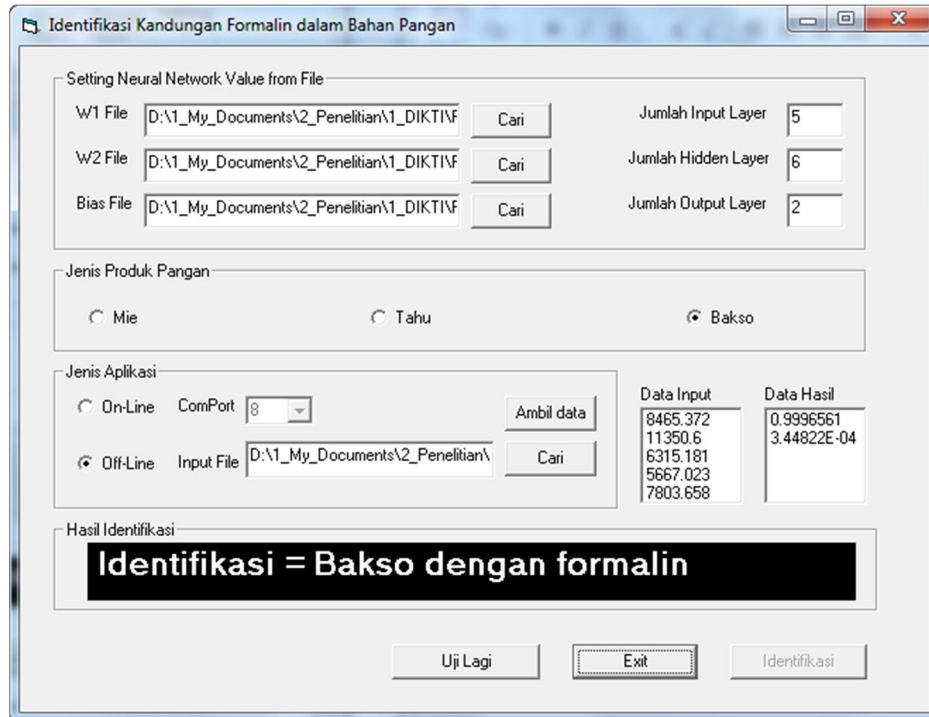 Identifikasi Kandungan Formalin dalam Bahan Pangan
Setting Neural Network Value from File
W1 File D:\1_My_Documents\2_Penelitian\1_DIKTI\F Cari Jumlah Input Layer 5
W2 File D:\1_My_Documents\2_Penelitian\1_DIKTI\F Cari Jumlah Hidden Layer 6
Bias File D:\1_My_Documents\2_Penelitian\1_DIKTI\F Cari Jumlah Output Layer 2
Jenis Produk Pangan
Mie Tahu Bakso
Jenis Aplikasi
On-Line ComPort 8 Ambil data
Off-Line Input File D:\1_My_Documents\2_Penelitian\ Cari
Data Input
8465.372
11350.6
6315.181
5667.023
7803.658
Data Hasil
0.9996561
3.44822E-04
Hasil Identifikasi
Identifikasi = Bakso dengan formalin
Uji Lagi Exit Identifikasi